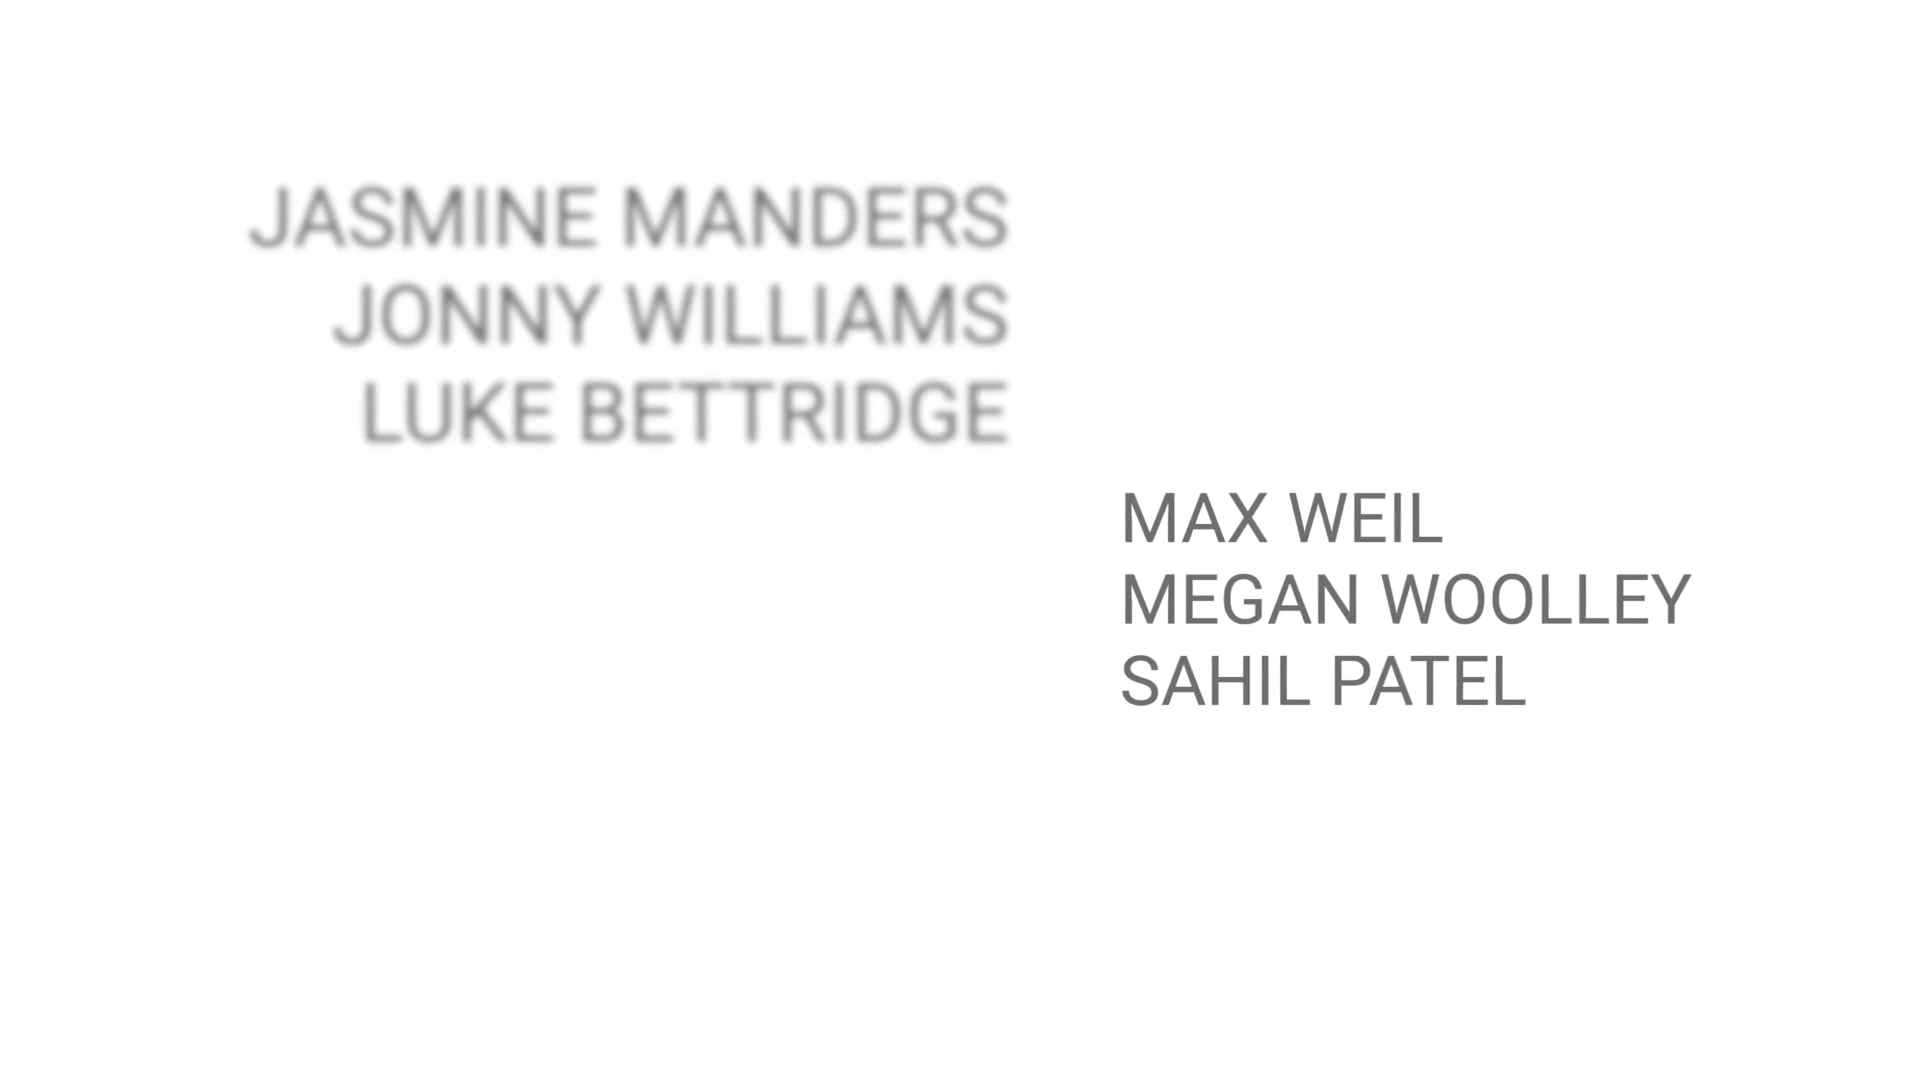 JASMINE MANDERS
JONNY WILLIAMS
LUKE BETTRIDGE
MAX WEIL
MEGAN WOOLLEY
SAHIL PATEL